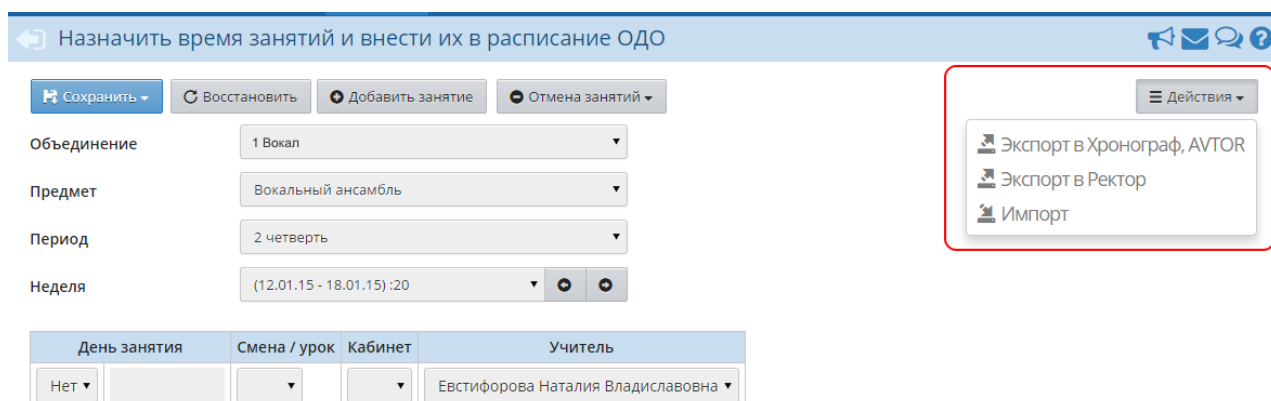 Назначить время занятий и внести их в расписание ОДО
Сохранить Восстановить Добавить занятие Отмена занятий Действия
Объединение 1 Вокал
Экспорт в Хронограф, AVTOR
Предмет Вокальный ансамбль
Экспорт в Ректор
Импорт
Период 2 четверть
Неделя (12.01.15 - 18.01.15) :20
День занятия Смена / урок Кабинет Учитель
Нет Евстифорова Наталия Владиславовна